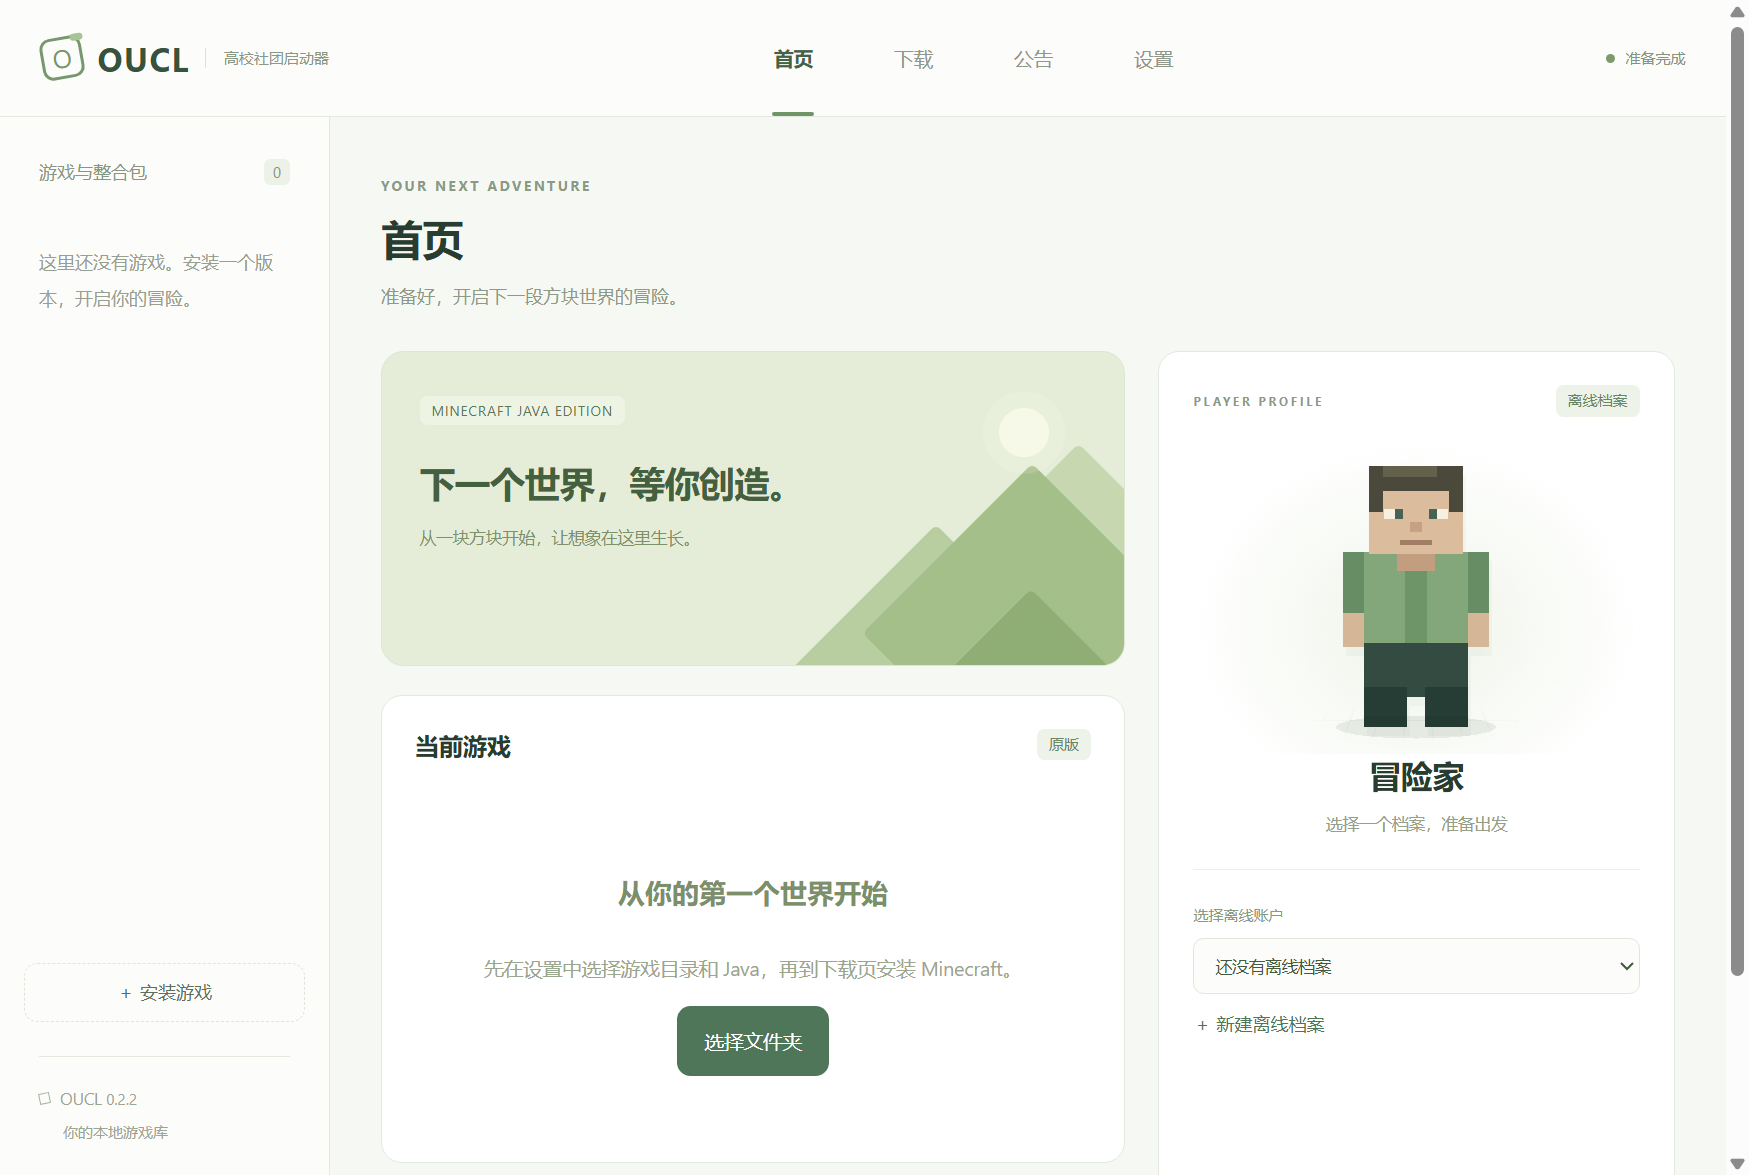 O OUCL 高校社团启动器
首页 下载 公告 设置
准备完成
游戏与整合包 0
这里还没有游戏。安装一个版
本，开启你的冒险。
+ 安装游戏
OUCL 0.2.2
你的本地游戏库
YOUR NEXT ADVENTURE
首页
准备好，开启下一段方块世界的冒险。
MINECRAFT JAVA EDITION
下一个世界，等你创造。
从一块方块开始，让想象在这里生长。
当前游戏 原版
从你的第一个世界开始
先在设置中选择游戏目录和 Java，再到下载页安装 Minecraft。
选择文件夹
PLAYER PROFILE 离线档案
冒险家
选择一个档案，准备出发
选择离线账户
还没有离线档案
+ 新建离线档案